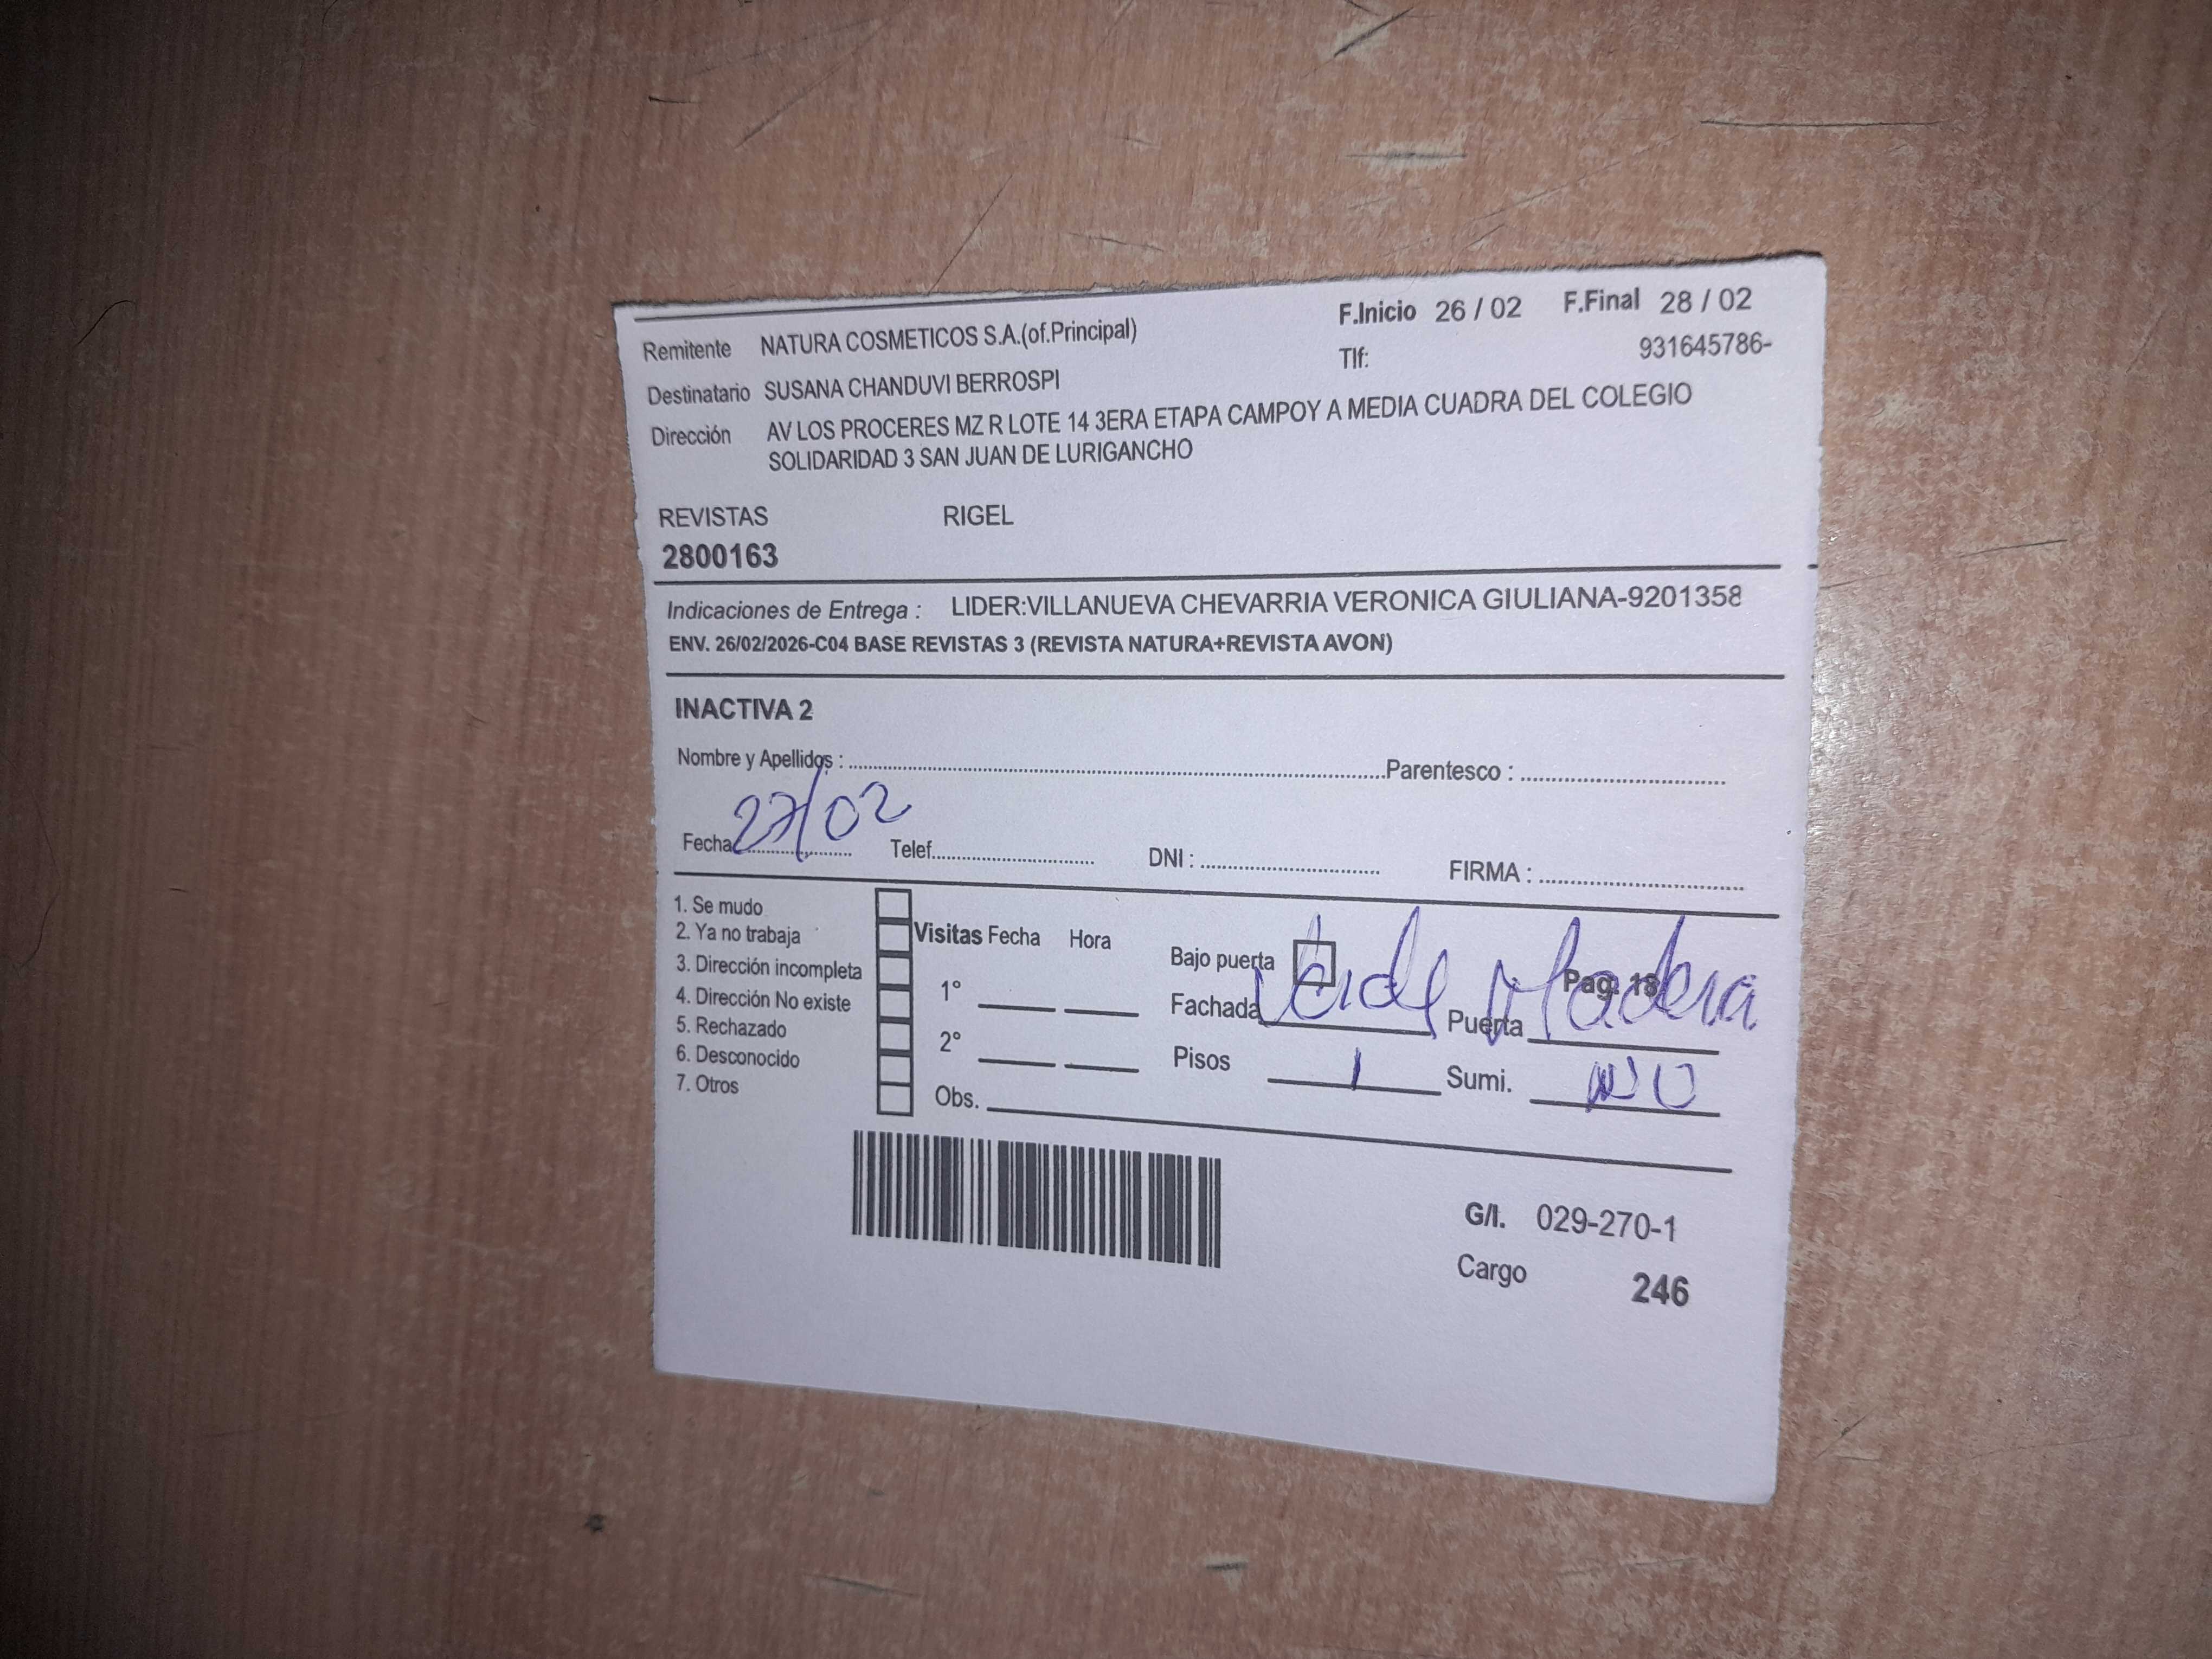 F.Inicio 26 / 02 F.Final 28 / 02
Remitente NATURA COSMETICOS S.A.(of.Principal)
Tlf: 931645786-
Destinatario SUSANA CHANDUVI BERROSPI
Dirección AV LOS PROCERES MZ R LOTE 14 3ERA ETAPA CAMPOY A MEDIA CUADRA DEL COLEGIO
SOLIDARIDAD 3 SAN JUAN DE LURIGANCHO
REVISTAS RIGEL
2800163
Indicaciones de Entrega : LIDER:VILLANUEVA CHEVARRIA VERONICA GIULIANA-9201358
ENV. 26/02/2026-C04 BASE REVISTAS 3 (REVISTA NATURA+REVISTA AVON)
INACTIVA 2
Nombre y Apellidos : Parentesco :
Fecha 27/02 Telef. DNI : FIRMA :
1. Se mudo
2. Ya no trabaja
3. Dirección incompleta
4. Dirección No existe
5. Rechazado
6. Desconocido
7. Otros
Visitas Fecha Hora
1°
2°
Obs.
Bajo puerta Pag. 18
Fachada Verde Puerta Madera
Pisos 1 Sumi.
G/I. 029-270-1
Cargo 246